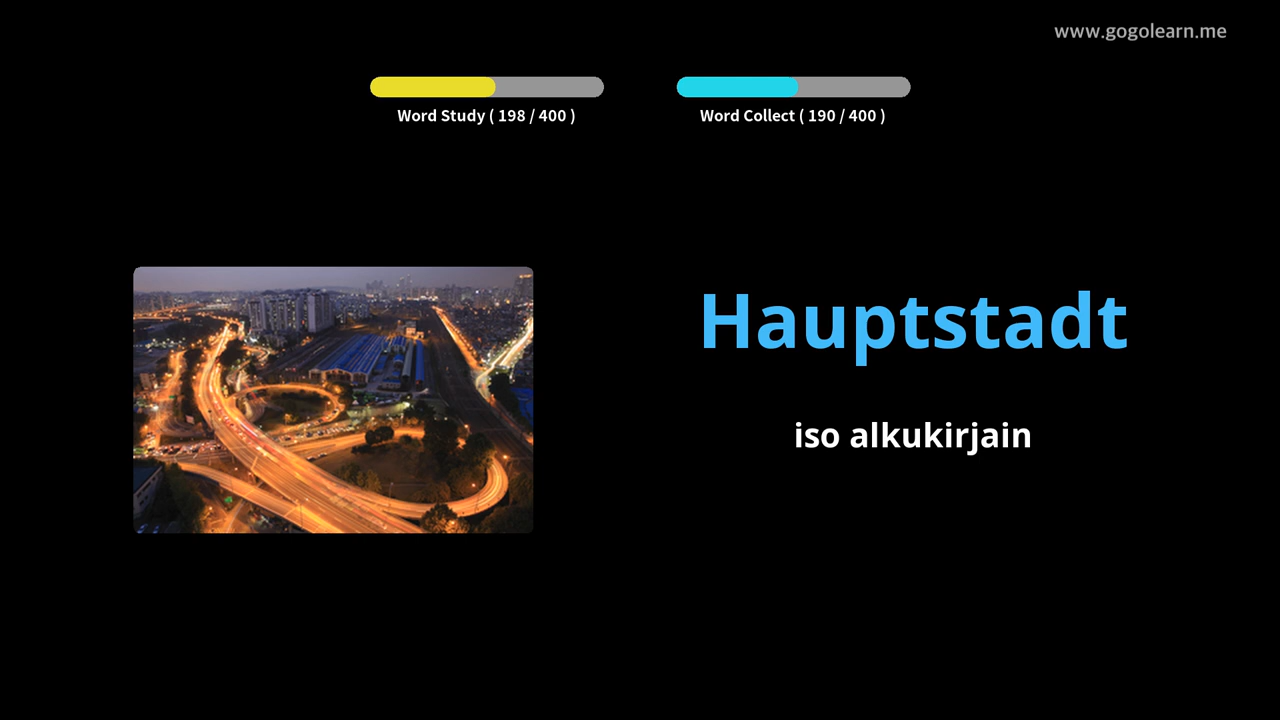 www.gogolearn.me
Word Study ( 198 / 400 )
Word Collect ( 190 / 400 )
Hauptstadt
iso alkukirjain